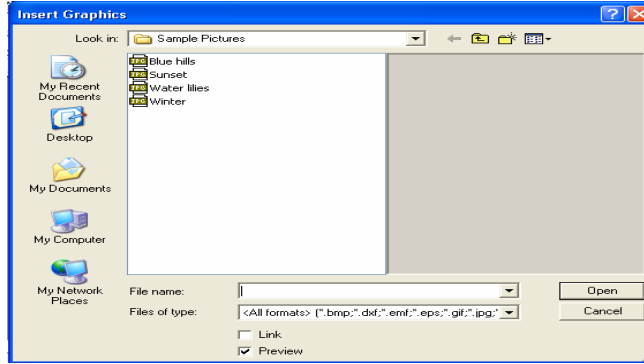 Insert Graphics
Look in:
Sample Pictures
My Recent
Documents
Desktop
My Documents
My Computer
My Network
Places
Blue hills
Sunset
Water lilies
Winter
File name:
Open
Files of type:
<All formats> (*.bmp;*.dxf;*.emf;*.eps;*.gif;*.jpg;*
Cancel
Link
Preview